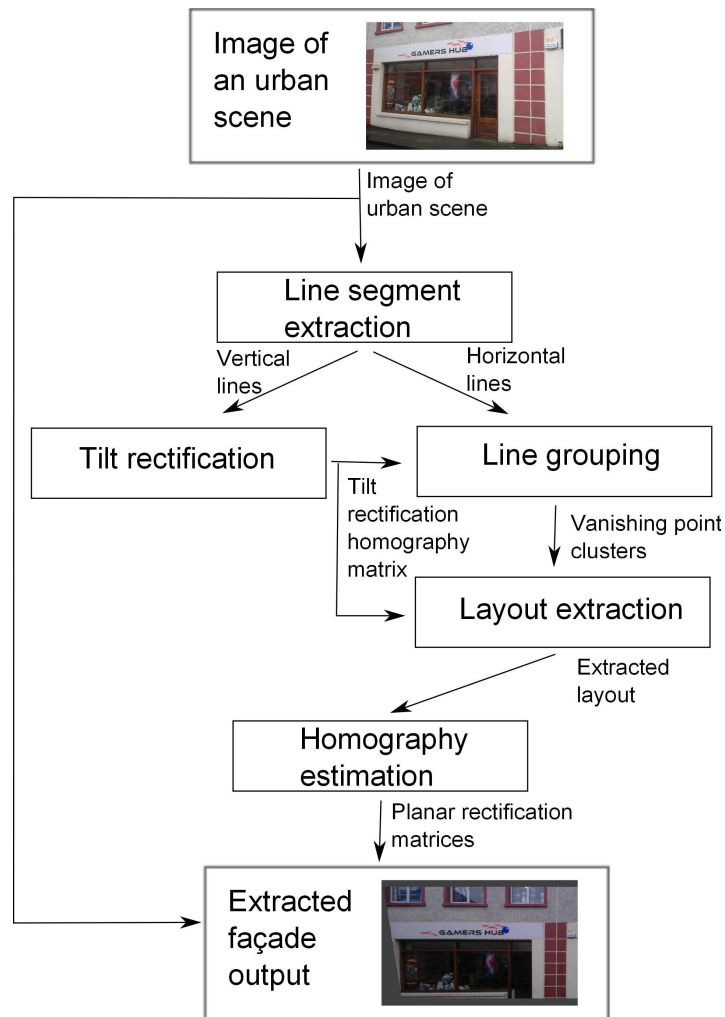 Image of
an urban
scene
GAMERS HUB
Image of
urban scene
Line segment
extraction
Vertical
lines
Horizontal
lines
Tilt rectification
Line grouping
Tilt
rectification
homography
matrix
Vanishing point
clusters
Layout extraction
Extracted
layout
Homography
estimation
Planar rectification
matrices
Extracted
façade
output
GAMERS HUB